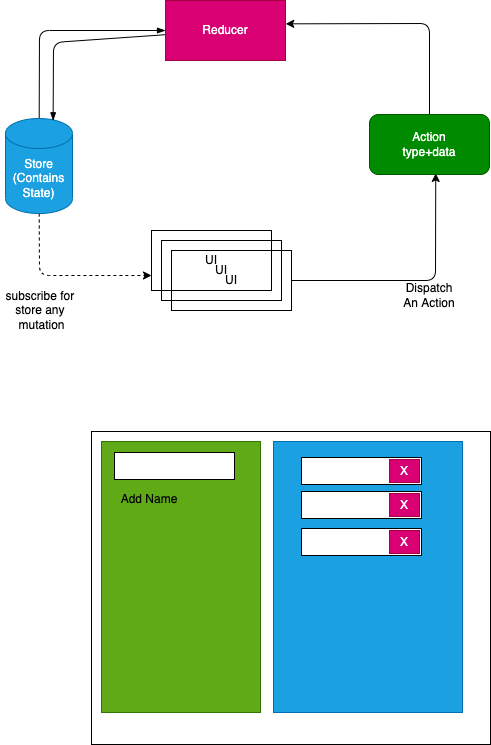 Reducer
Action
type+data
Store
(Contains
State)
UI
UI
UI
subscribe for
store any
mutation
Dispatch
An Action
X
Add Name
X
X